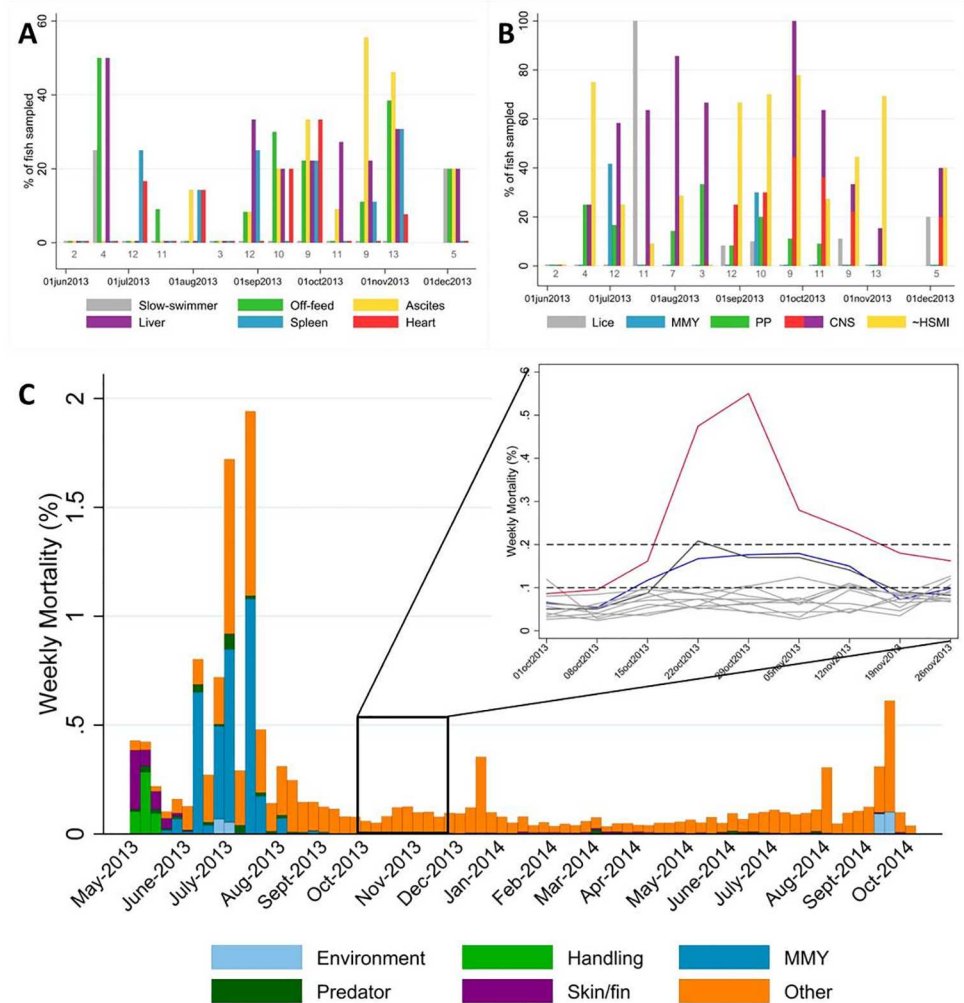 A
% of fish sampled
60
40
20
0
2 4 12 11 3 12 10 9 11 9 13 5
01jun2013 01jul2013 01aug2013 01sep2013 01oct2013 01nov2013 01dec2013
Slow-swimmer Off-feed Ascites
Liver Spleen Heart
B
% of fish sampled
100
80
60
40
20
0
2 4 12 11 7 3 12 10 9 11 9 13 5
01jun2013 01jul2013 01aug2013 01sep2013 01oct2013 01nov2013 01dec2013
Lice MMY PP CNS ~HSMI
C
Weekly Mortality (%)
2
1.5
1
.5
0
Weekly Mortality (%)
.6
.5
.4
.3
.2
.1
0
01oct2013 08oct2013 15oct2013 22oct2013 29oct2013 05nov2013 12nov2013 19nov2013 26nov2013
May-2013 June-2013 July-2013 Aug-2013 Sept-2013 Oct-2013 Nov-2013 Dec-2013 Jan-2014 Feb-2014 Mar-2014 Apr-2014 May-2014 June-2014 July-2014 Aug-2014 Sept-2014 Oct-2014
Environment Handling MMY
Predator Skin/fin Other